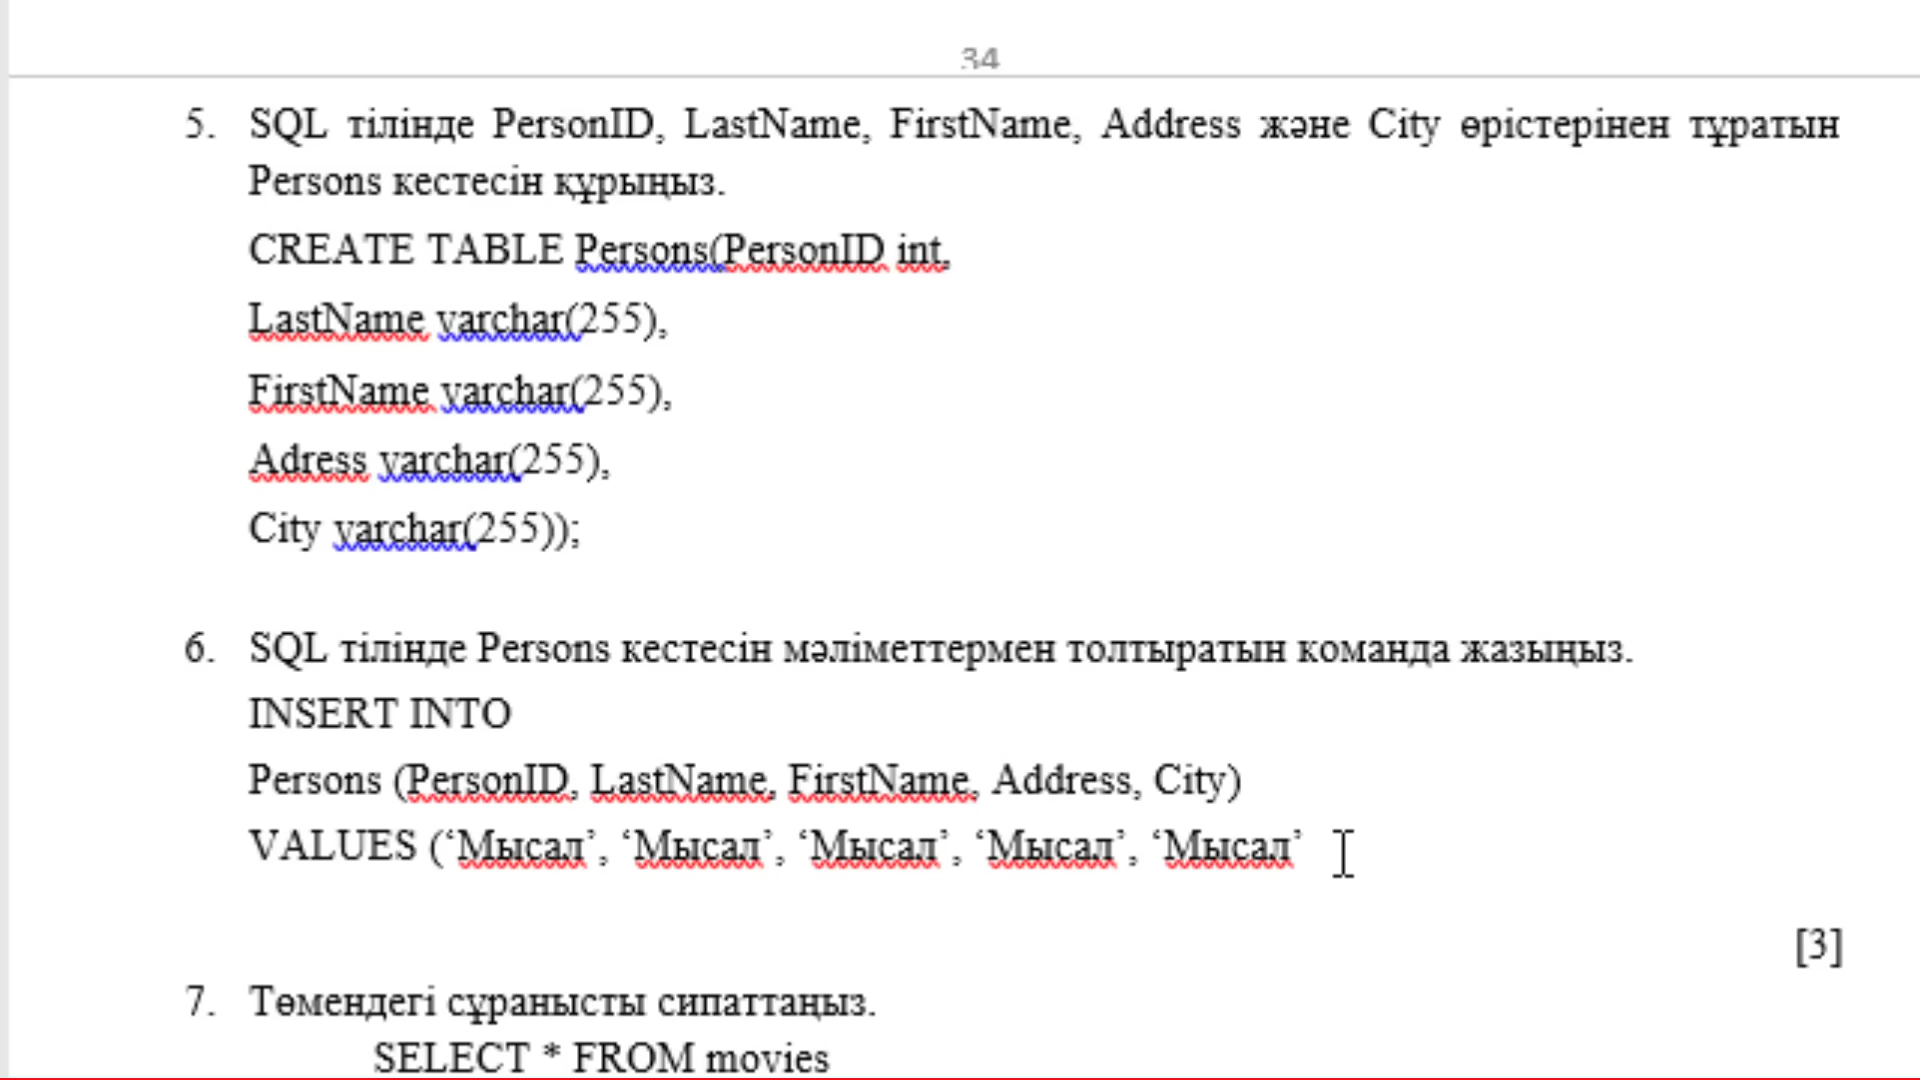 34
5. SQL тілінде PersonID, LastName, FirstName, Address және City өрістерінен тұратын
Persons кестесін құрыңыз.
CREATE TABLE Persons(PersonID int,
LastName varchar(255),
FirstName varchar(255),
Adress varchar(255),
City varchar(255));
6. SQL тілінде Persons кестесін мәліметтермен толтыратын команда жазыңыз.
INSERT INTO
Persons (PersonID, LastName, FirstName, Address, City)
VALUES (‘Мысал’, ‘Мысал’, ‘Мысал’, ‘Мысал’, ‘Мысал’
[3]
7. Төмендегі сұранысты сипаттаңыз.
SELECT * FROM movies